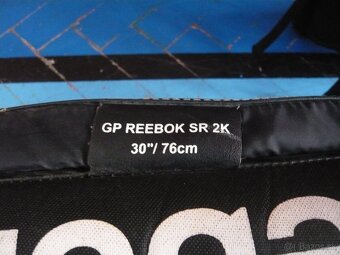 GP REEBOK SR 2K
30"/ 76cm